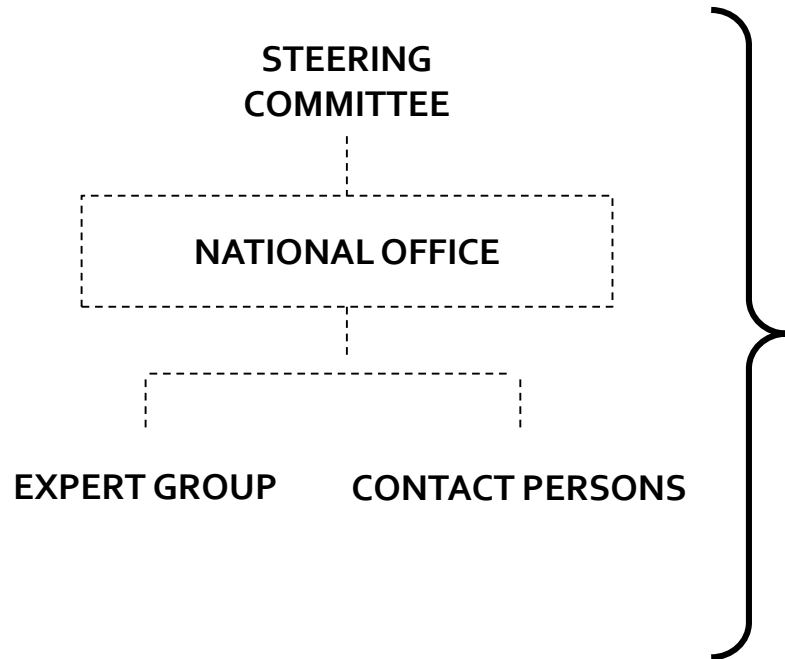 STEERING
COMMITTEE
NATIONAL OFFICE
EXPERT GROUP
CONTACT PERSONS